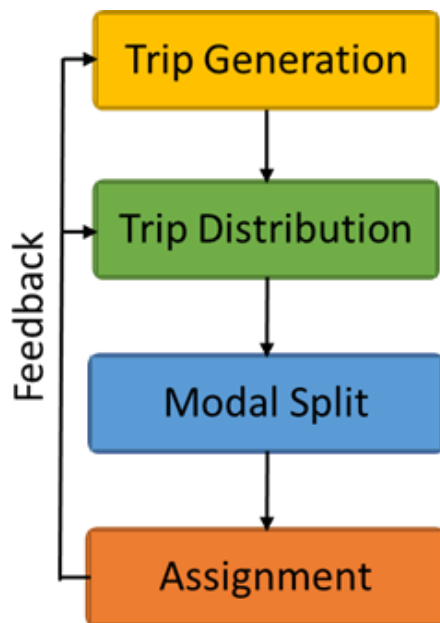 Trip Generation
Trip Distribution
Feedback
Modal Split
Assignment